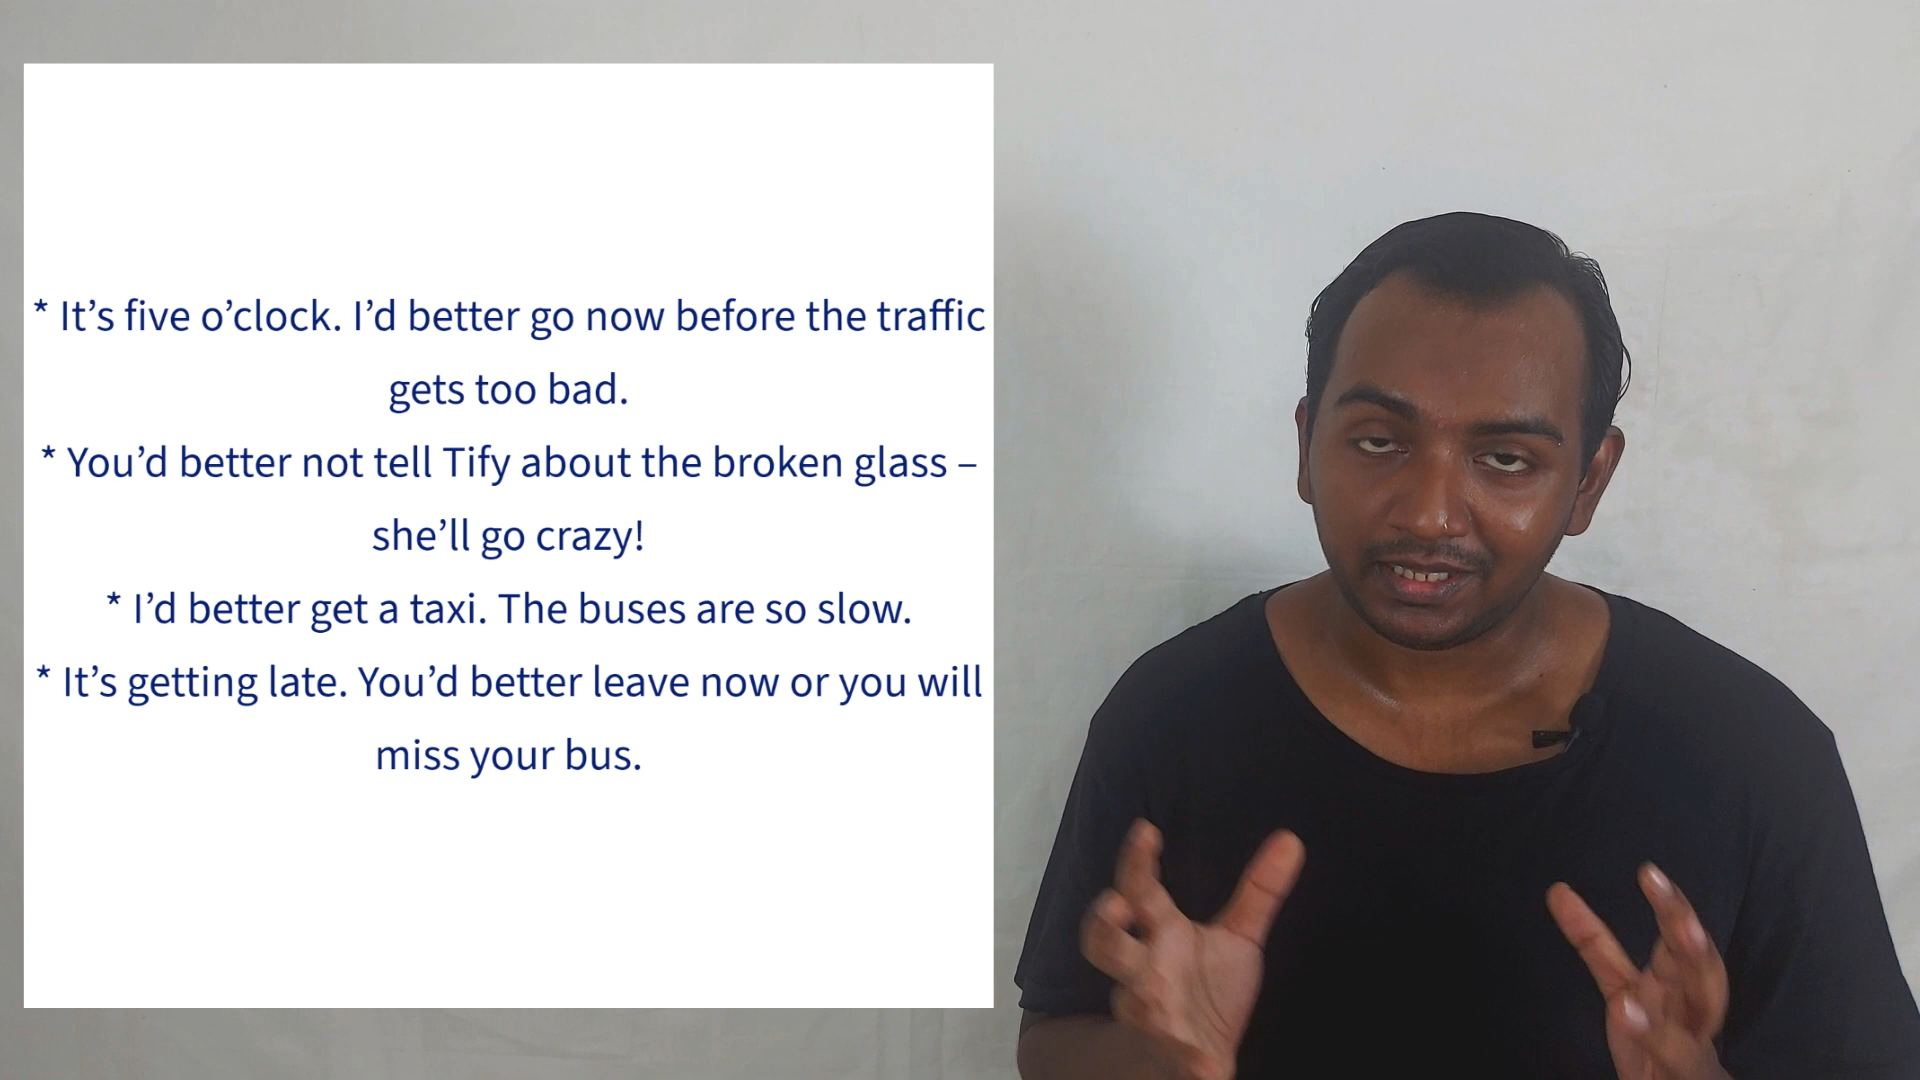 * It’s five o’clock. I’d better go now before the traffic
gets too bad.
* You’d better not tell Tify about the broken glass –
she’ll go crazy!
* I’d better get a taxi. The buses are so slow.
* It’s getting late. You’d better leave now or you will
miss your bus.